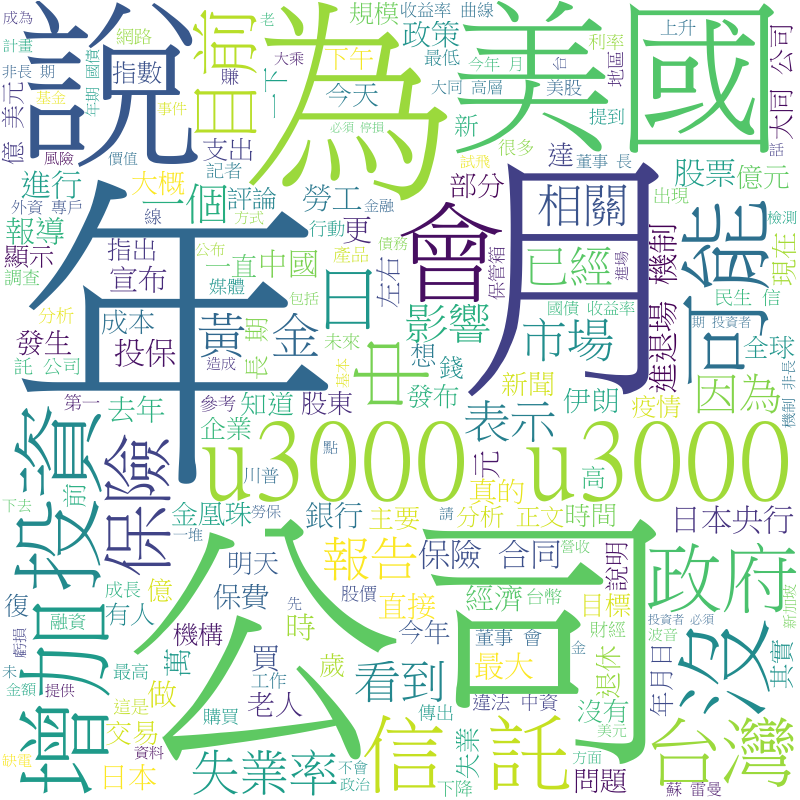 成為
網路
收益率 曲線
老
規模
政策
最低
利率
上升
計畫
非長 期
指數
說
目前
大乘
賺
一下
下午
今天
為
今年 月
台
地區
美國
大同 公司
億 美元
基金
年期 國債
事件
必須 停損
大同 高層
美股
新
提到
很多
話
風險
價值
支出
記者
試飛
達
董事 長
股票
億元
外資 專戶
線
方式
金融
進行
大概
一個
評論
勞工
部分
出現
檢測
報導
年
會
月
相關
可能
現在
顯示
指出
行動
債務
更
已經
機制
調查
宣布
一直
中國
公布
產品
保管箱
進場
左右
媒體
包括
日
影響
國債 收益率
進退場
民生 信
分析
成本
黃金
期 投資者
市場
全球
發生
投保
長 期
未來
中
想
錢
託 公司
造成
基本
新聞
因為
機制 非長
第一
去年
參考
知道
股東
發布
表示
伊朗
疫情
企業
投資
保險
u3000 u3000
元
高
點
川普
真的
下去
前
金凰珠
勞保
銀行
主要
請
分析 正文
時間
日本央行
一堆
公司
增加
報告
明天
保險 合同
營收
說明
政府
沒
成長
億
復
有人
保費
股價
直接
經濟
台幣
目標
投資者 必須
新加坡
融資
機構
時
先
今年
董事 會
財經
波音
虧損
萬
買
歲
看到
最大
金
退休
年月日
其實
未
最高
做
工作
老人
違法 中資
沒有
台灣
金額
提供
這是
交易
購買
傳出
信託
失業
美元
缺電
資料
日本
失業率
不會
政治
下降
方面
問題
蘇 雷曼